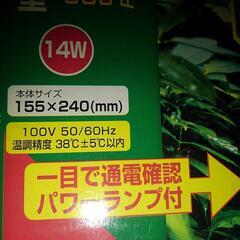 14W
本体サイズ
155×240(mm)
100V 50/60Hz
温調精度 38℃±5℃以内
一目で通電確認
パワーランプ付